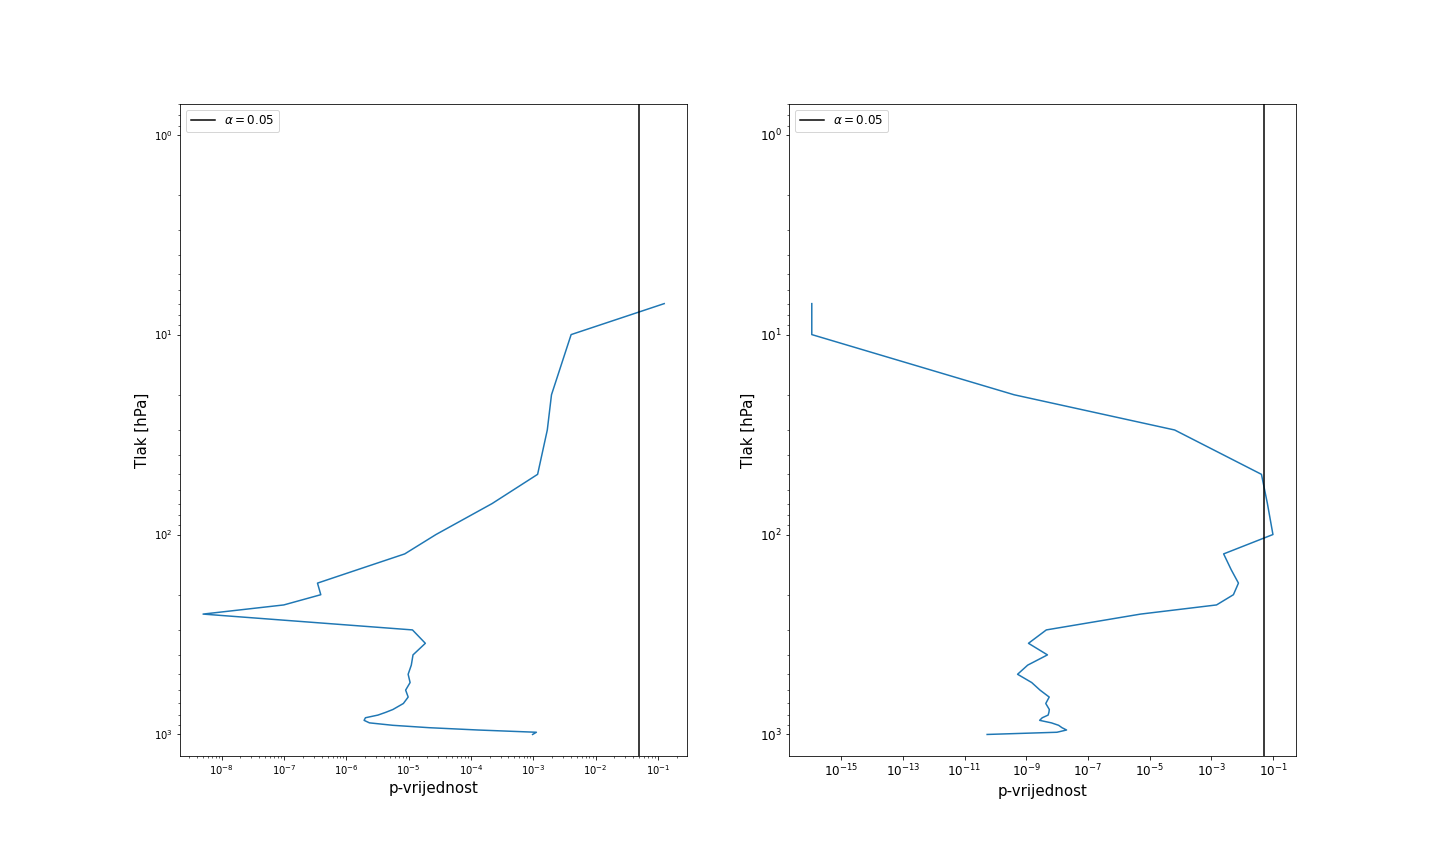 α = 0.05
10⁰
10¹
10²
10³
Tlak [hPa]
10⁻⁸ 10⁻⁷ 10⁻⁶ 10⁻⁵ 10⁻⁴ 10⁻³ 10⁻² 10⁻¹
p-vrijednost
α = 0.05
10⁰
10¹
10²
10³
Tlak [hPa]
10⁻¹⁵ 10⁻¹³ 10⁻¹¹ 10⁻⁹ 10⁻⁷ 10⁻⁵ 10⁻³ 10⁻¹
p-vrijednost